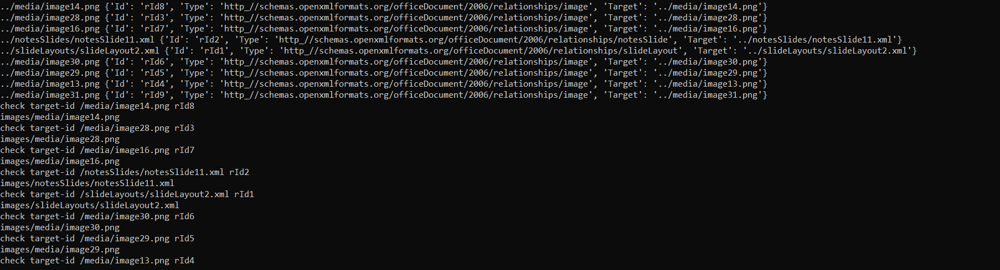 ../media/image14.png {'Id': 'rId8', 'Type': 'http_//schemas.openxmlformats.org/officeDocument/2006/relationships/image', 'Target': '../media/image14.png'}
../media/image28.png {'Id': 'rId3', 'Type': 'http_//schemas.openxmlformats.org/officeDocument/2006/relationships/image', 'Target': '../media/image28.png'}
../media/image16.png {'Id': 'rId7', 'Type': 'http_//schemas.openxmlformats.org/officeDocument/2006/relationships/image', 'Target': '../media/image16.png'}
../notesSlides/notesSlide11.xml {'Id': 'rId2', 'Type': 'http_//schemas.openxmlformats.org/officeDocument/2006/relationships/notesSlide', 'Target': '../notesSlides/notesSlide11.xml'}
../slideLayouts/slideLayout2.xml {'Id': 'rId1', 'Type': 'http_//schemas.openxmlformats.org/officeDocument/2006/relationships/slideLayout', 'Target': '../slideLayouts/slideLayout2.xml'}
../media/image30.png {'Id': 'rId6', 'Type': 'http_//schemas.openxmlformats.org/officeDocument/2006/relationships/image', 'Target': '../media/image30.png'}
../media/image29.png {'Id': 'rId5', 'Type': 'http_//schemas.openxmlformats.org/officeDocument/2006/relationships/image', 'Target': '../media/image29.png'}
../media/image13.png {'Id': 'rId4', 'Type': 'http_//schemas.openxmlformats.org/officeDocument/2006/relationships/image', 'Target': '../media/image13.png'}
../media/image31.png {'Id': 'rId9', 'Type': 'http_//schemas.openxmlformats.org/officeDocument/2006/relationships/image', 'Target': '../media/image31.png'}
check target-id /media/image14.png rId8
images/media/image14.png
check target-id /media/image28.png rId3
images/media/image28.png
check target-id /media/image16.png rId7
images/media/image16.png
check target-id /notesSlides/notesSlide11.xml rId2
images/notesSlides/notesSlide11.xml
check target-id /slideLayouts/slideLayout2.xml rId1
images/slideLayouts/slideLayout2.xml
check target-id /media/image30.png rId6
images/media/image30.png
check target-id /media/image29.png rId5
images/media/image29.png
check target-id /media/image13.png rId4